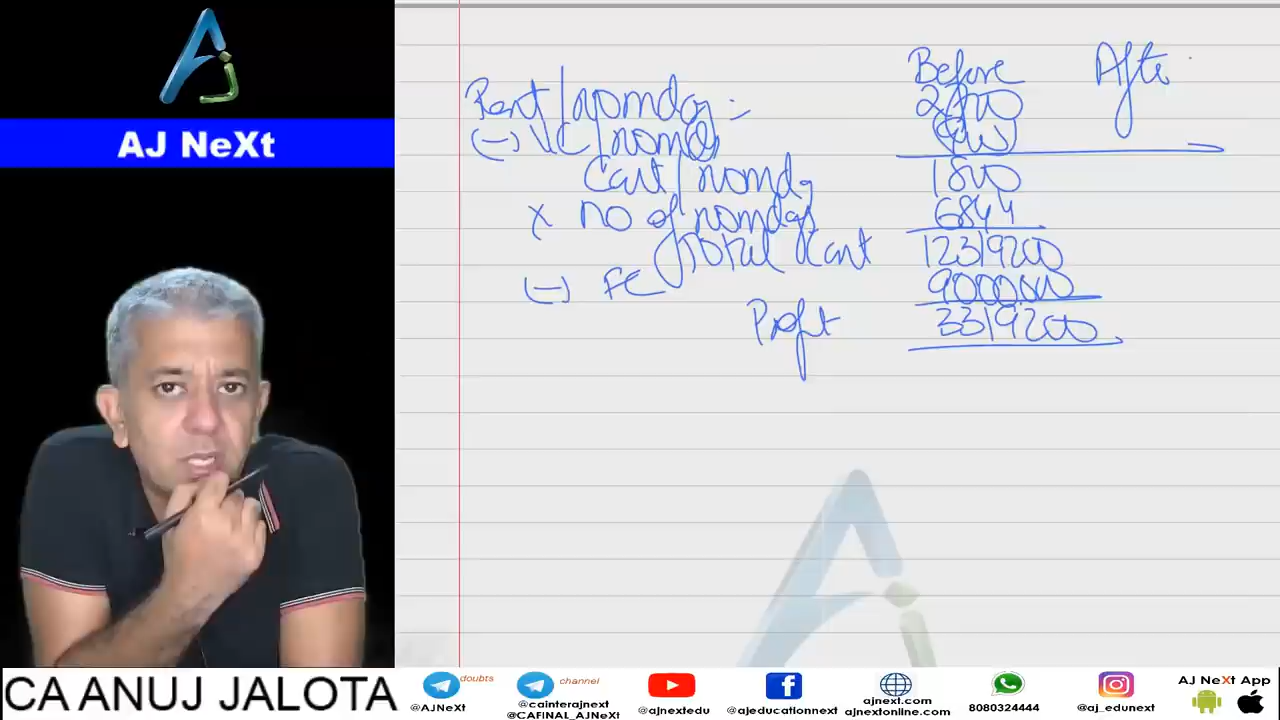 AJ NeXt
Before After
Rent/roomday :-
(-) VC/roomday
Cont/roomday 1800
x no of roomdays 6844
Total Cont 12319200
(-) FC 9000000
Profit 3319200
CA ANUJ JALOTA
doubts
@AJNeXt
channel
@cainterajnext
@CAFINAL_AJNeXt
@ajnextedu
@ajeducationnext
ajnext.com
ajnextonline.com
8080324444
@aj_edunext
AJ NeXt App